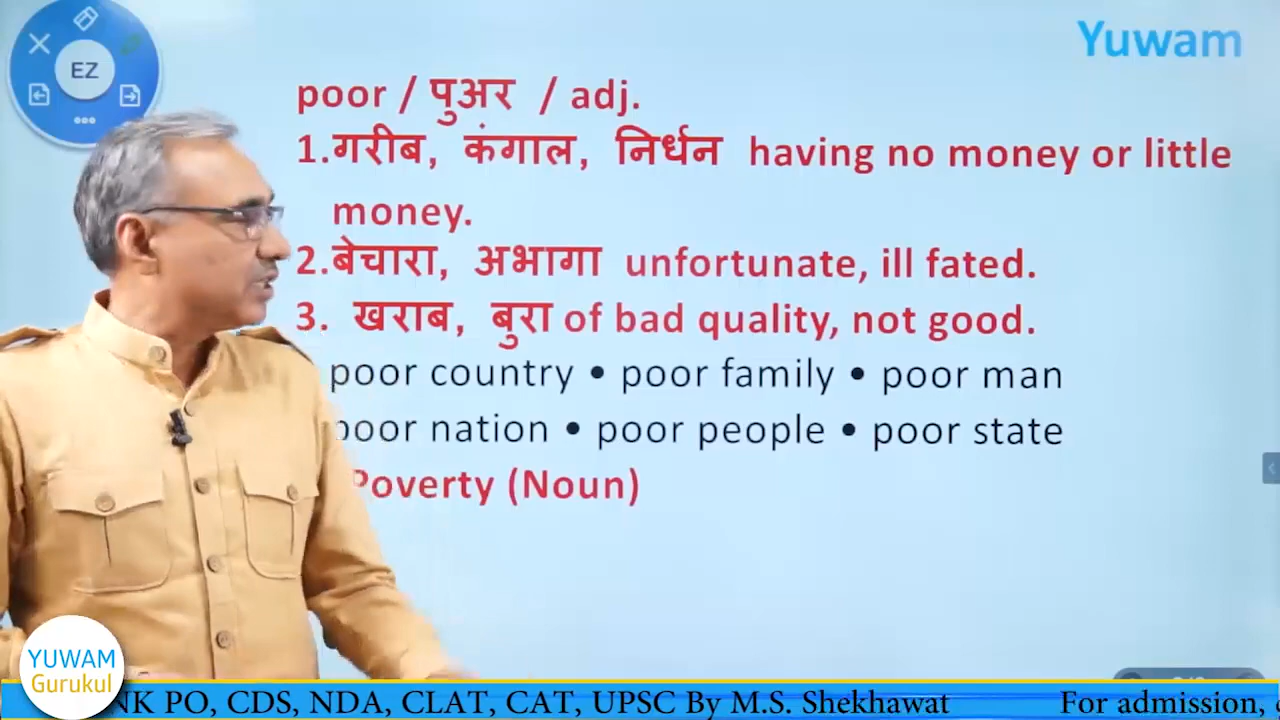 EZ
Yuwam
poor / पुअर / adj.
1.गरीब, कंगाल, निर्धन having no money or little
money.
2.बेचारा, अभागा unfortunate, ill fated.
3. खराब, बुरा of bad quality, not good.
poor country • poor family • poor man
poor nation • poor people • poor state
Poverty (Noun)
YUWAM
Gurukul
NK PO, CDS, NDA, CLAT, CAT, UPSC By M.S. Shekhawat For admission,